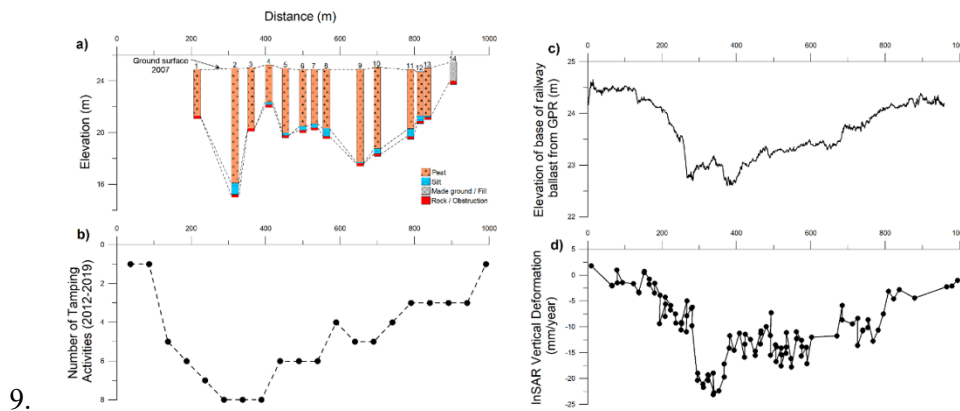 Distance (m)
0 200 400 600 800 1000
a)
Ground surface
2007
1 2 3 4 5 6 7 8 9 10 11 12 13 14
24
20
16
Elevation (m)
Peat
Silt
Made ground / Fill
Rock / Obstruction
b)
0 200 400 600 800 1000
0
2
4
6
8
Number of Tamping
Activities (2012-2019)
c)
0 200 400 600 800 1000
25
24
23
22
Elevation of base of railway
ballast from GPR (m)
d)
0 200 400 600 800 1000
5
0
-5
-10
-15
-20
-25
InSAR Vertical Deformation
(mm/year)
9.